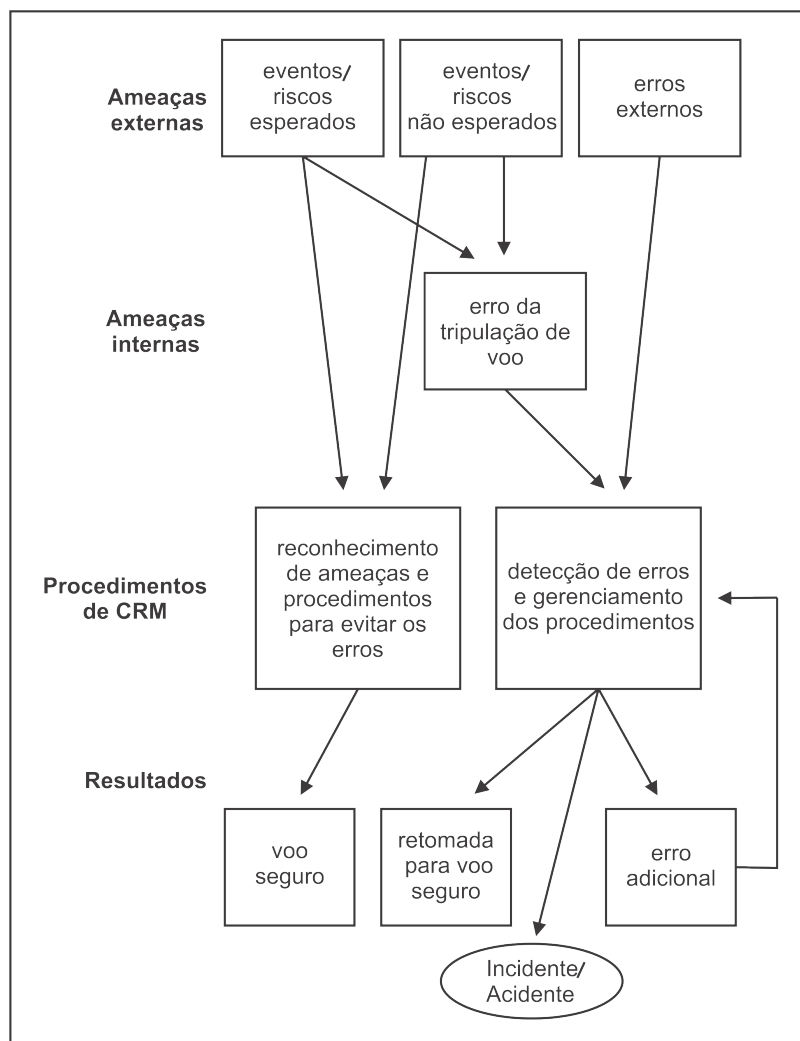 Ameaças
externas
eventos/
riscos
esperados
eventos/
riscos
não esperados
erros
externos
Ameaças
internas
erro da
tripulação de
voo
Procedimentos
de CRM
reconhecimento
de ameaças e
procedimentos
para evitar os
erros
detecção de erros
e gerenciamento
dos procedimentos
Resultados
voo
seguro
retomada
para voo
seguro
erro
adicional
Incidente/
Acidente